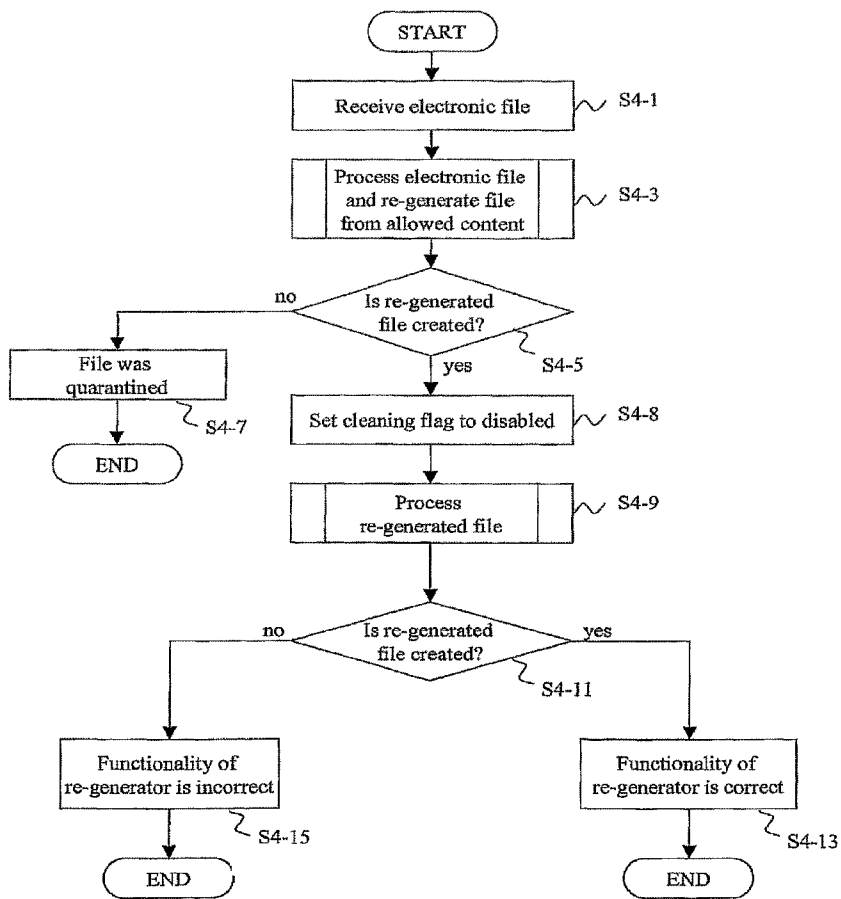 START
Receive electronic file
S4-1
Process electronic file
and re-generate file
from allowed content
S4-3
Is re-generated
file created?
no
S4-5
yes
File was
quarantined
S4-7
END
Set cleaning flag to disabled
S4-8
Process
re-generated file
S4-9
Is re-generated
file created?
no
yes
S4-11
Functionality of
re-generator is incorrect
S4-15
END
Functionality of
re-generator is correct
S4-13
END